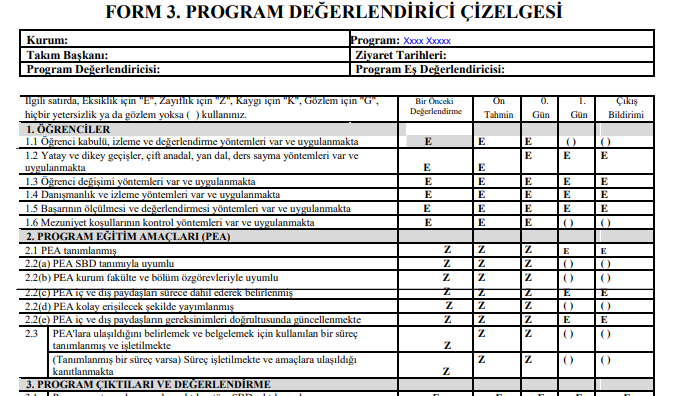 FORM 3. PROGRAM DEĞERLENDİRİCİ ÇİZELGESİ
Kurum: Program: Xxxx Xxxxx
Takım Başkanı: Ziyaret Tarihleri:
Program Değerlendiricisi: Program Eş Değerlendiricisi:
İlgili satırda, Eksiklik için "E", Zayıflık için "Z", Kaygı için "K", Gözlem için "G",
hiçbir yetersizlik ya da gözlem yoksa ( ) kullanınız.
Bir Önceki
Değerlendirme
Ön
Tahmin
0.
Gün
1.
Gün
Çıkış
Bildirimi
1. ÖĞRENCİLER
1.1 Öğrenci kabulü, izleme ve değerlendirme yöntemleri var ve uygulanmakta E E E ( ) ( )
1.2 Yatay ve dikey geçişler, çift anadal, yan dal, ders sayma yöntemleri var ve
uygulanmakta E E E E E
1.3 Öğrenci değişimi yöntemleri var ve uygulanmakta E E E E E
1.4 Danışmanlık ve izleme yöntemleri var ve uygulanmakta E E E E E
1.5 Başarının ölçülmesi ve değerlendirmesi yöntemleri var ve uygulanmakta E E E E E
1.6 Mezuniyet koşullarının kontrol yöntemleri var ve uygulanmakta E E E ( ) ( )
2. PROGRAM EĞİTİM AMAÇLARI (PEA)
2.1 PEA tanımlanmış Z Z Z E E
2.2(a) PEA SBD tanımıyla uyumlu Z Z Z ( ) ( )
2.2(b) PEA kurum fakülte ve bölüm özgörevleriyle uyumlu Z Z Z ( ) ( )
2.2(c) PEA iç ve dış paydaşları sürece dahil ederek belirlenmiş Z Z Z E E
2.2(d) PEA kolay erişilecek şekilde yayımlanmış Z Z Z ( ) ( )
2.2(e) PEA iç ve dış paydaşların gereksinimleri doğrultusunda güncellenmekte Z Z Z E E
2.3 PEA'lara ulaşıldığını belirlemek ve belgelemek için kullanılan bir süreç
tanımlanmış ve işletilmekte Z Z Z ( ) ( )
(Tanımlanmış bir süreç varsa) Süreç işletilmekte ve amaçlara ulaşıldığı
kanıtlanmakta Z Z Z ( ) ( )
3. PROGRAM ÇIKTILARI VE DEĞERLENDİRME